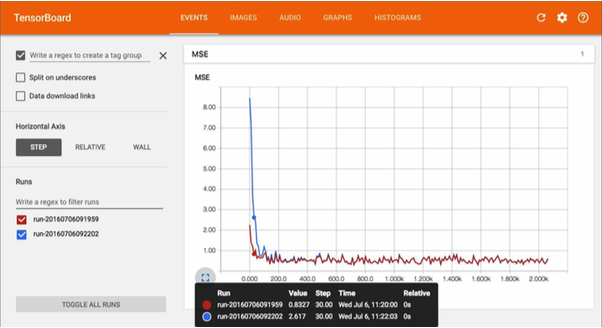 TensorBoard
EVENTS IMAGES AUDIO GRAPHS HISTOGRAMS
Write a regex to create a tag group
Split on underscores
Data download links
Horizontal Axis
STEP RELATIVE WALL
Runs
Write a regex to filter runs
run-20160706091959
run-20160706092202
TOGGLE ALL RUNS
MSE 1
MSE
8.00
7.00
6.00
5.00
4.00
3.00
2.00
1.00
0.000 200.0 400.0 600.0 800.0 1.000k 1.200k 1.400k 1.600k 1.800k 2.000k
Run Value Step Time Relative
run-20160706091959 0.8327 30.00 Wed Jul 6, 11:20:00 0s
run-20160706092202 2.617 30.00 Wed Jul 6, 11:22:03 0s